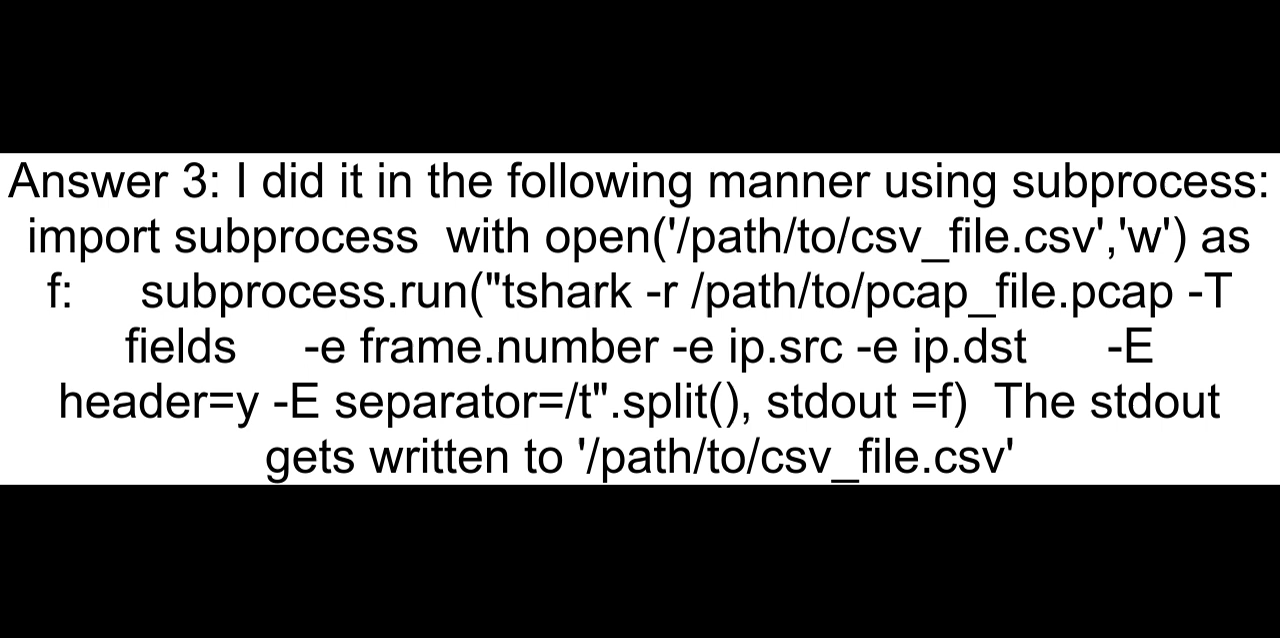 Answer 3: I did it in the following manner using subprocess:
import subprocess  with open('/path/to/csv_file.csv','w') as
f:      subprocess.run("tshark -r /path/to/pcap_file.pcap -T
fields     -e frame.number -e ip.src -e ip.dst      -E
header=y -E separator=/t".split(), stdout =f)  The stdout
gets written to '/path/to/csv_file.csv'